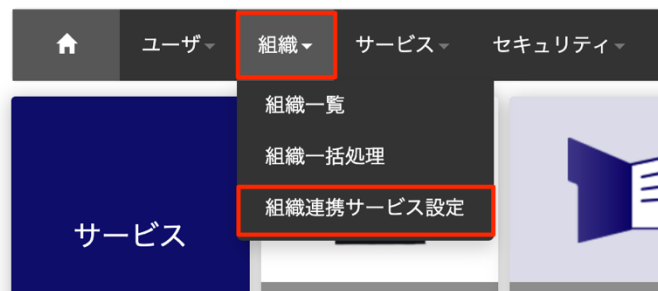 ユーザ
組織
サービス
セキュリティ
組織一覧
組織一括処理
組織連携サービス設定
サービス